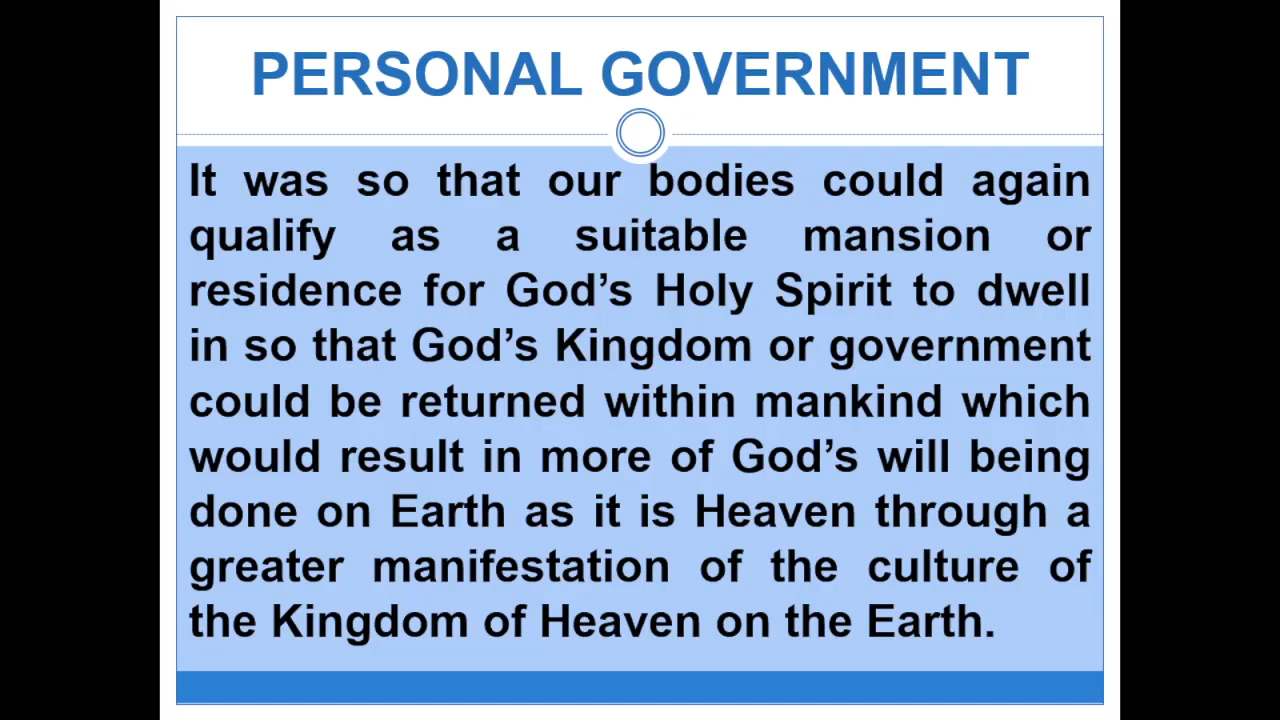 PERSONAL GOVERNMENT
It was so that our bodies could again
qualify as a suitable mansion or
residence for God’s Holy Spirit to dwell
in so that God’s Kingdom or government
could be returned within mankind which
would result in more of God’s will being
done on Earth as it is Heaven through a
greater manifestation of the culture of
the Kingdom of Heaven on the Earth.